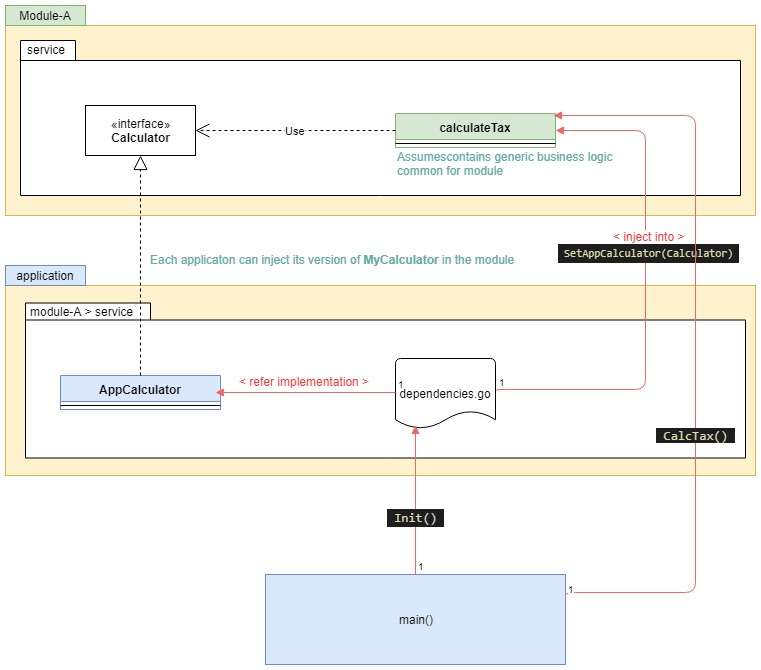 Module-A
service
«interface»
Calculator
Use
calculateTax
Assumescontains generic business logic
common for module
< inject into >
SetAppCalculator(Calculator)
Each applicaton can inject its version of MyCalculator in the module
application
module-A > service
AppCalculator
< refer implementation >
1
dependencies.go
1
CalcTax()
Init()
1
1
main()